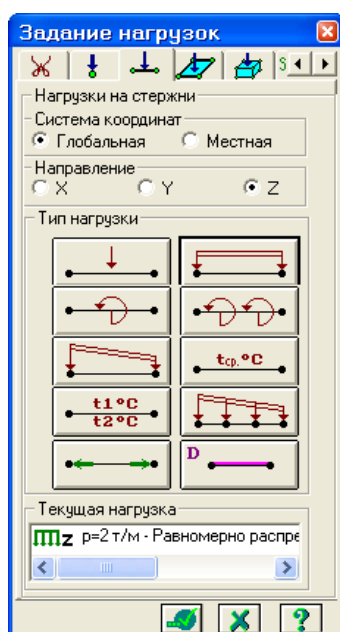 Задание нагрузок
S
Нагрузки на стержни
Система координат
Глобальная Местная
Направление
X Y Z
Тип нагрузки
tср.°C
t1°C
t2°C
D
Текущая нагрузка
z p=2 т/м - Равномерно распре
?